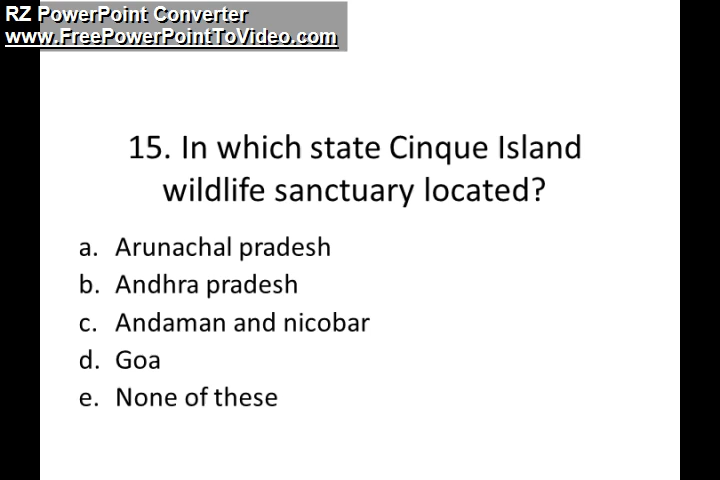 RZ PowerPoint Converter
www.FreePowerPointToVideo.com
15. In which state Cinque Island
wildlife sanctuary located?
a. Arunachal pradesh
b. Andhra pradesh
c. Andaman and nicobar
d. Goa
e. None of these